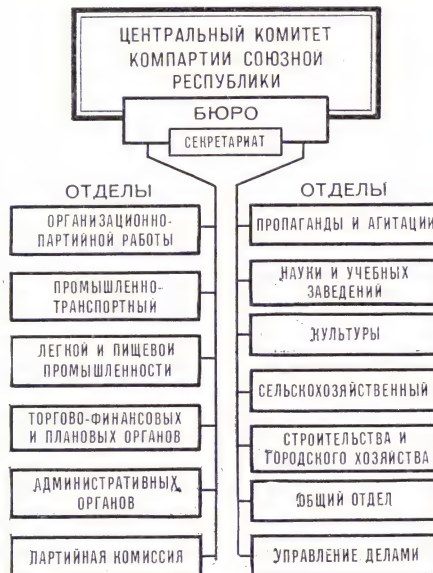 ЦЕНТРАЛЬНЫЙ КОМИТЕТ
КОМПАРТИИ СОЮЗНОЙ
РЕСПУБЛИКИ
БЮРО
СЕКРЕТАРИАТ
ОТДЕЛЫ
ОРГАНИЗАЦИОННО-
ПАРТИЙНОЙ РАБОТЫ
ПРОМЫШЛЕННО-
ТРАНСПОРТНЫЙ
ЛЕГКОЙ И ПИЩЕВОЙ
ПРОМЫШЛЕННОСТИ
ТОРГОВО-ФИНАНСОВЫХ
И ПЛАНОВЫХ ОРГАНОВ
АДМИНИСТРАТИВНЫХ
ОРГАНОВ
ПАРТИЙНАЯ КОМИССИЯ
ОТДЕЛЫ
ПРОПАГАНДЫ И АГИТАЦИИ
НАУКИ И УЧЕБНЫХ
ЗАВЕДЕНИЙ
КУЛЬТУРЫ
СЕЛЬСКОХОЗЯЙСТВЕННЫЙ
СТРОИТЕЛЬСТВА И
ГОРОДСКОГО ХОЗЯЙСТВА
ОБЩИЙ ОТДЕЛ
УПРАВЛЕНИЕ ДЕЛАМИ